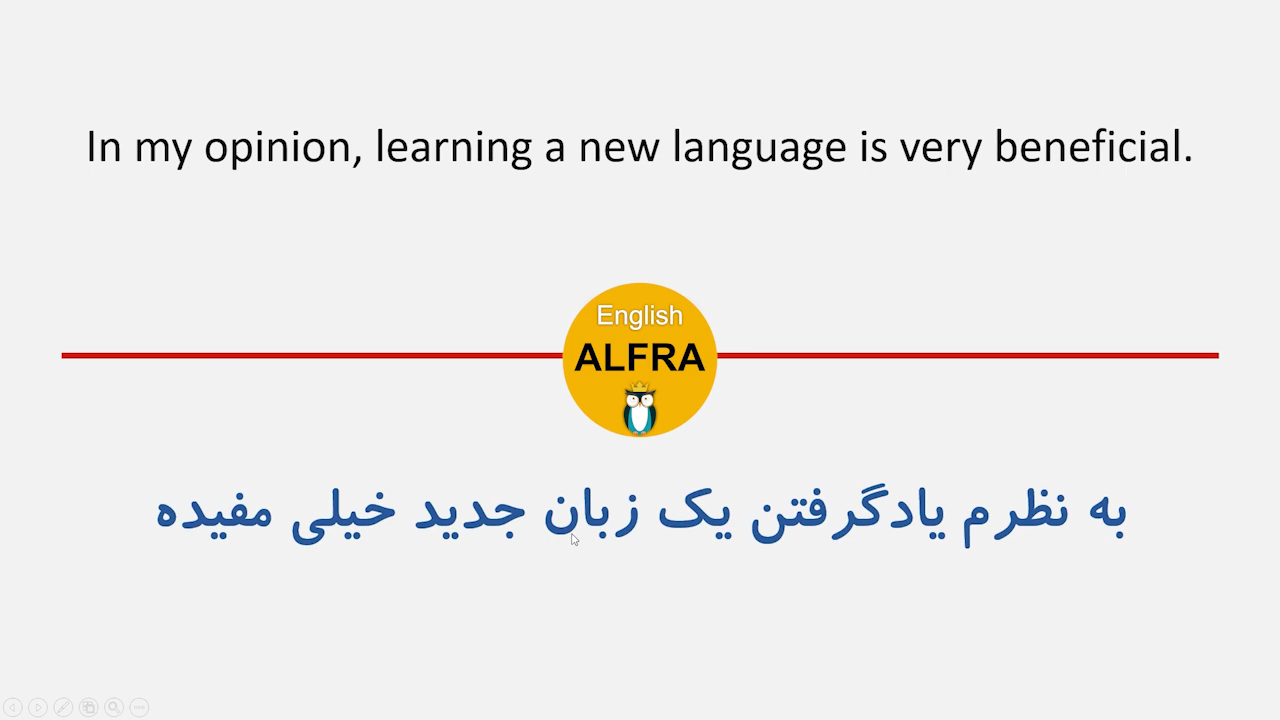 In my opinion, learning a new language is very beneficial.
English
ALFRA
به نظرم یادگرفتن یک زبان جدید خیلی مفیده